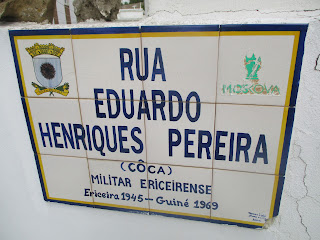 RUA
EDUARDO
HENRIQUES PEREIRA
(CÔCA)
MILITAR ERICEIRENSE
Ericeira 1945 – Guiné 1969